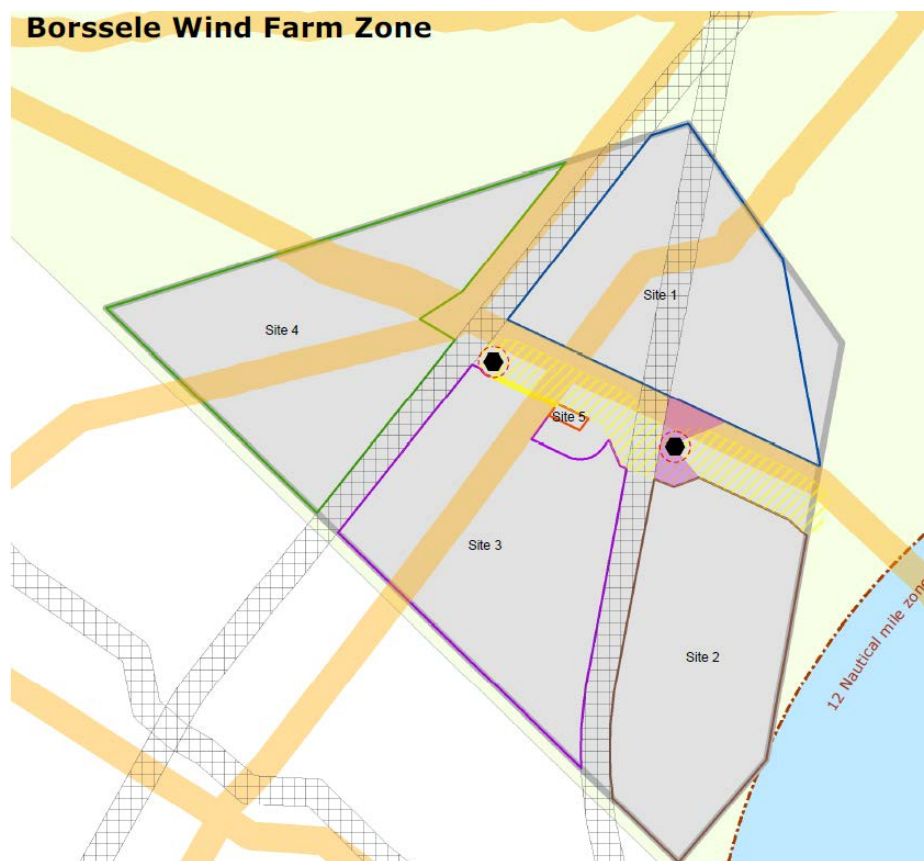 Borssele Wind Farm Zone
Site 1
Site 4
Site 5
Site 3
Site 2
12 Nautical mile zone